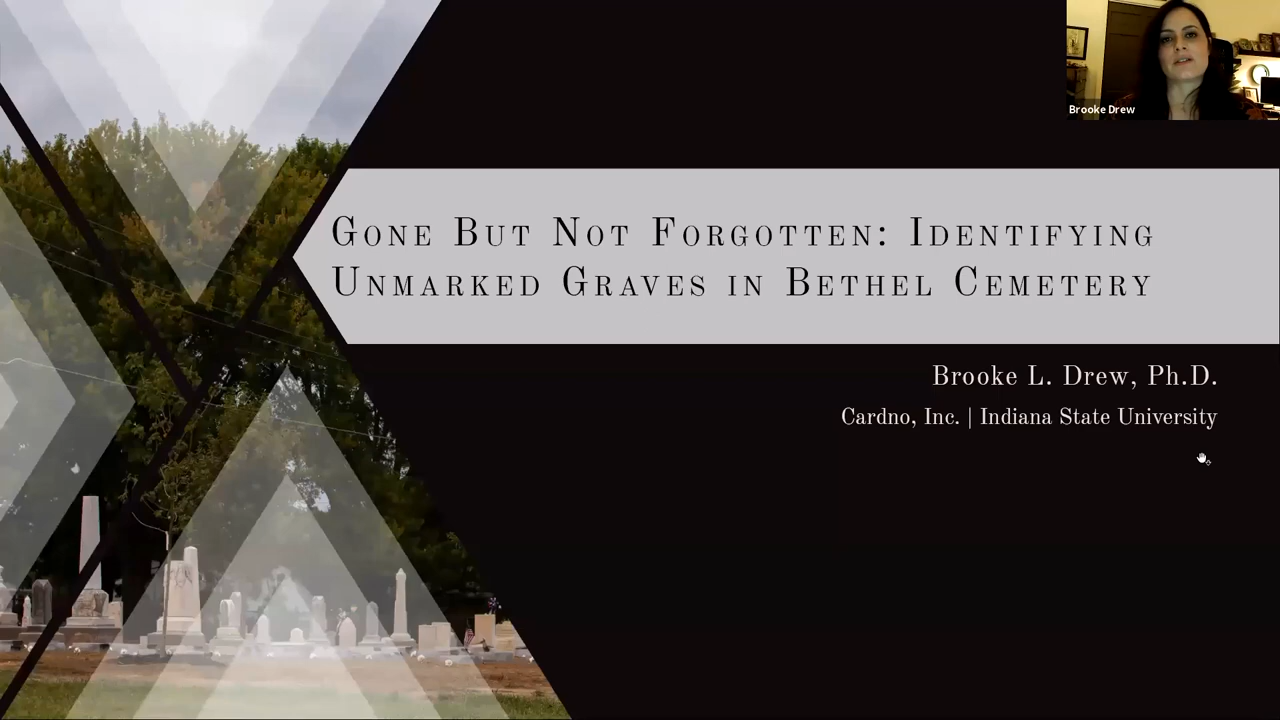 Brooke Drew
Gone But Not Forgotten: Identifying
Unmarked Graves in Bethel Cemetery
Brooke L. Drew, Ph.D.
Cardno, Inc. | Indiana State University